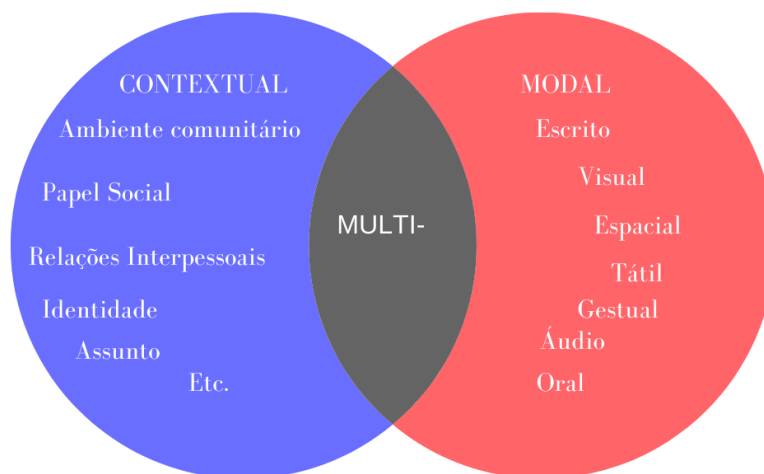 CONTEXTUAL
Ambiente comunitário
Papel Social
Relações Interpessoais
Identidade
Assunto
Etc.
MULTI-
MODAL
Escrito
Visual
Espacial
Tátil
Gestual
Áudio
Oral